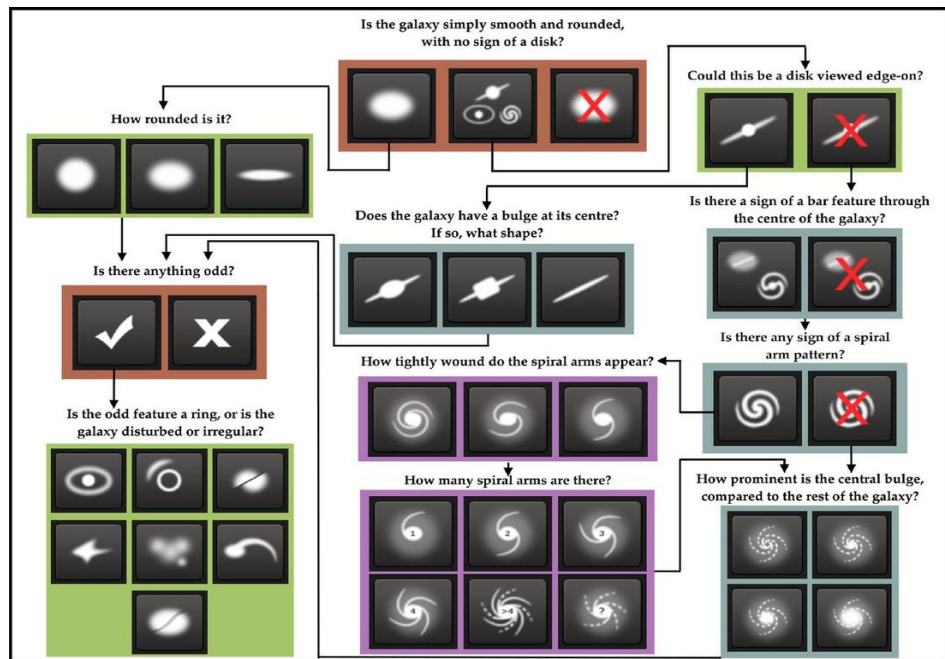 Is the galaxy simply smooth and rounded,
with no sign of a disk?
Could this be a disk viewed edge-on?
How rounded is it?
Does the galaxy have a bulge at its centre?
If so, what shape?
Is there a sign of a bar feature through
the centre of the galaxy?
Is there anything odd?
Is there any sign of a spiral
arm pattern?
How tightly wound do the spiral arms appear?
Is the odd feature a ring, or is the
galaxy disturbed or irregular?
How many spiral arms are there?
1
2
3
4
>4
?
How prominent is the central bulge,
compared to the rest of the galaxy?